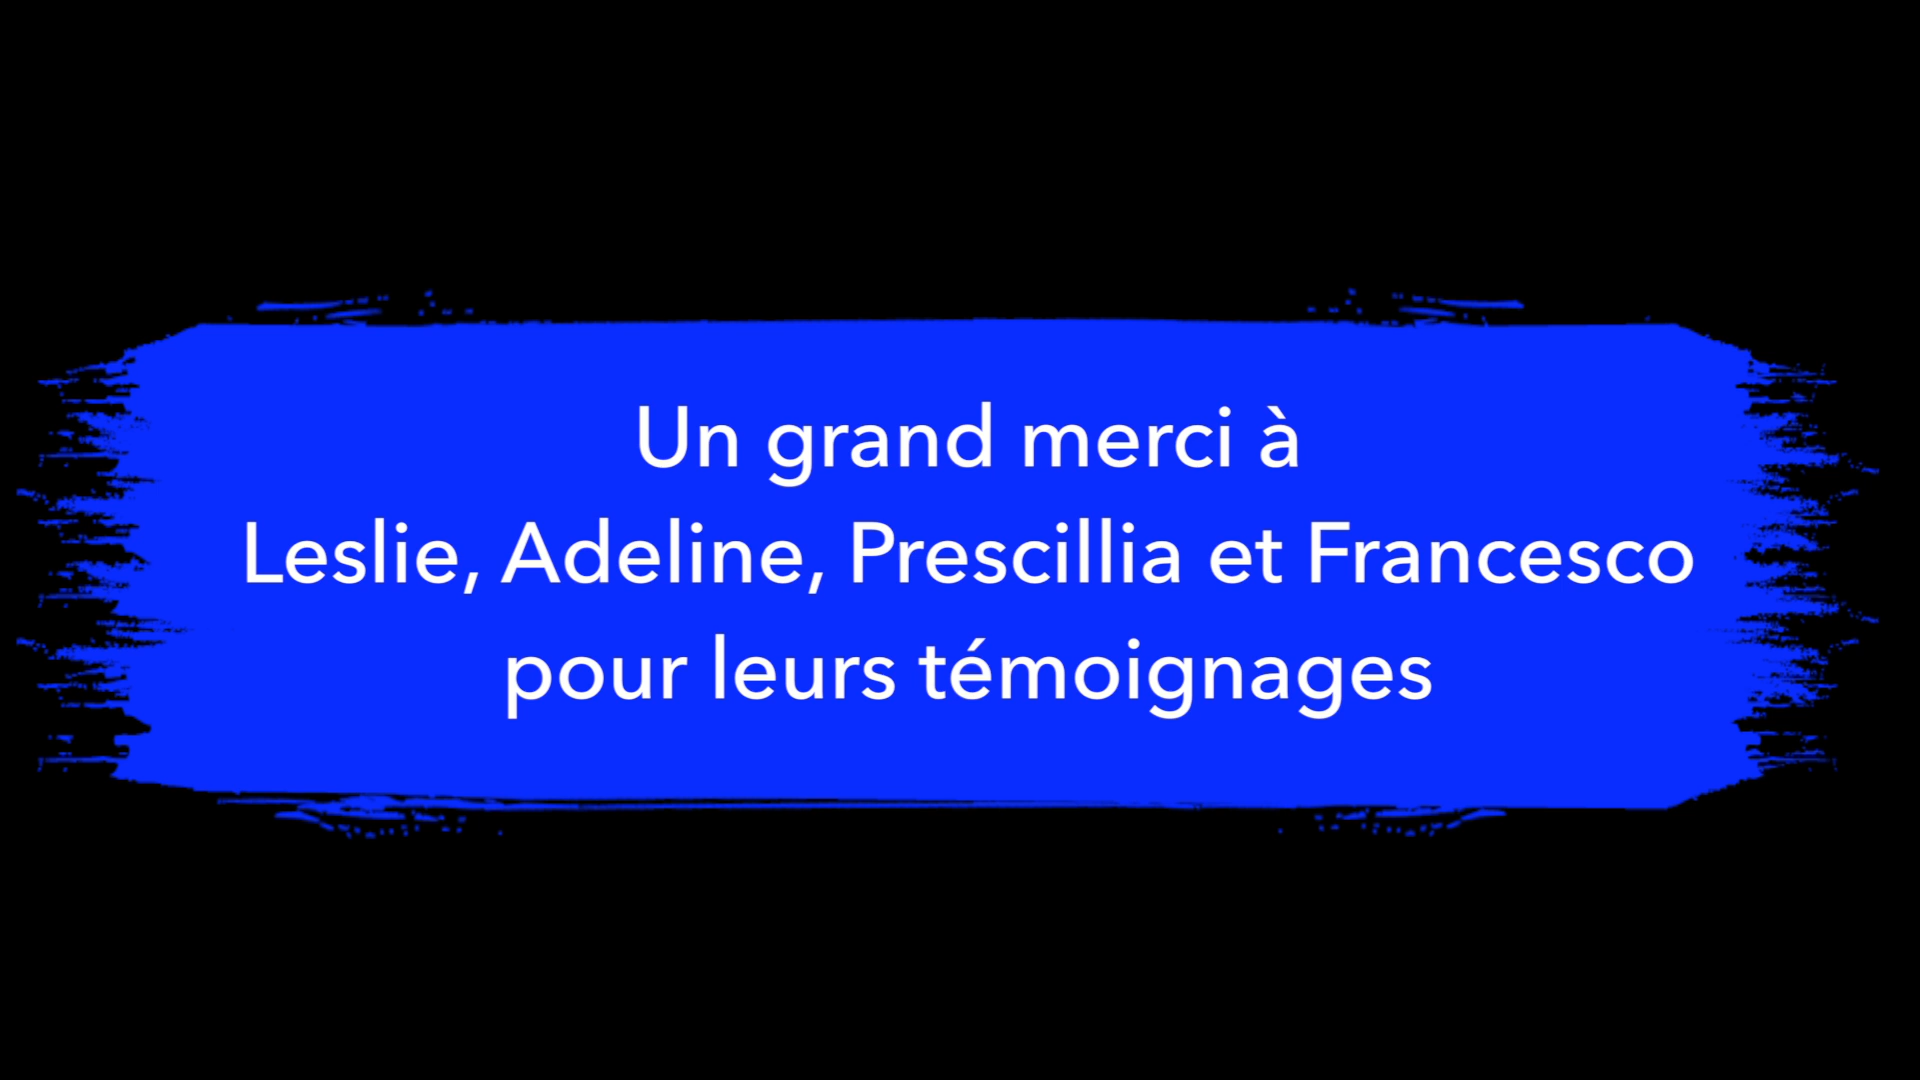 Un grand merci à
Leslie, Adeline, Prescillia et Francesco
pour leurs témoignages